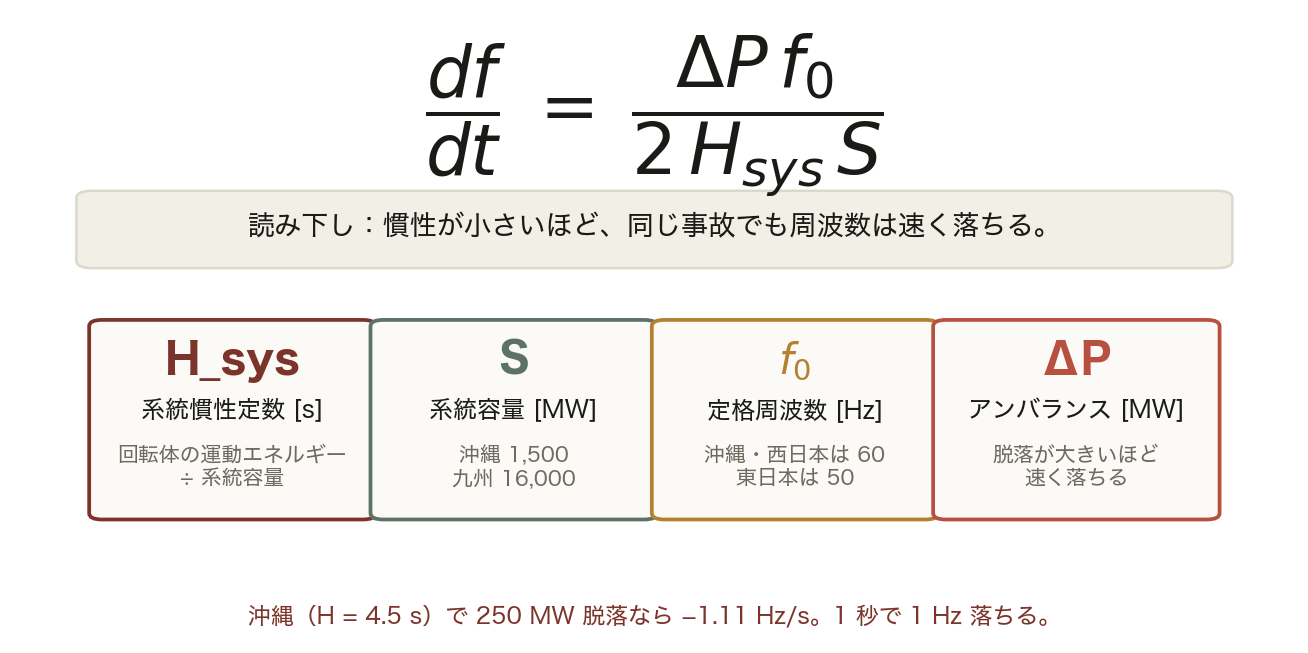 df/dt = ΔP f₀ / 2 H_sys S
読み下し：慣性が小さいほど、同じ事故でも周波数は速く落ちる。
H_sys
系統慣性定数 [s]
回転体の運動エネルギー
÷ 系統容量
S
系統容量 [MW]
沖縄 1,500
九州 16,000
f₀
定格周波数 [Hz]
沖縄・西日本は 60
東日本は 50
ΔP
アンバランス [MW]
脱落が大きいほど
速く落ちる
沖縄（H = 4.5 s）で 250 MW 脱落なら −1.11 Hz/s。1 秒で 1 Hz 落ちる。